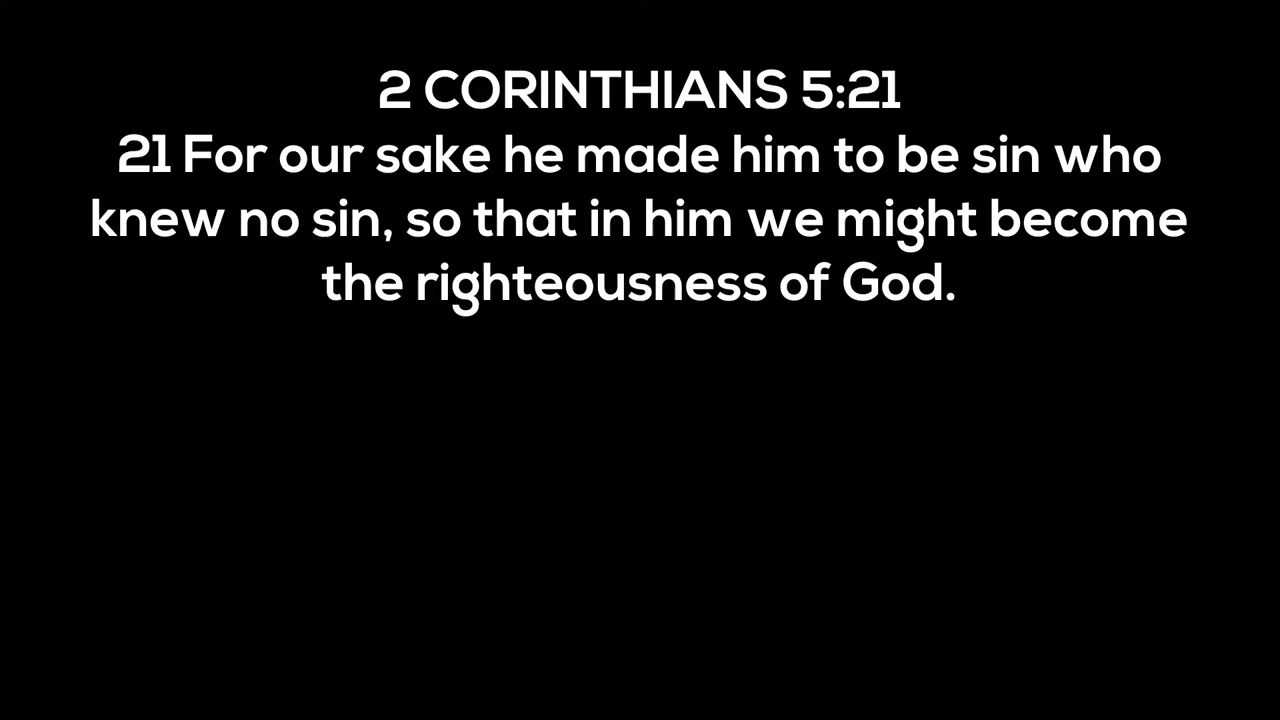 2 CORINTHIANS 5:21
21 For our sake he made him to be sin who
knew no sin, so that in him we might become
the righteousness of God.